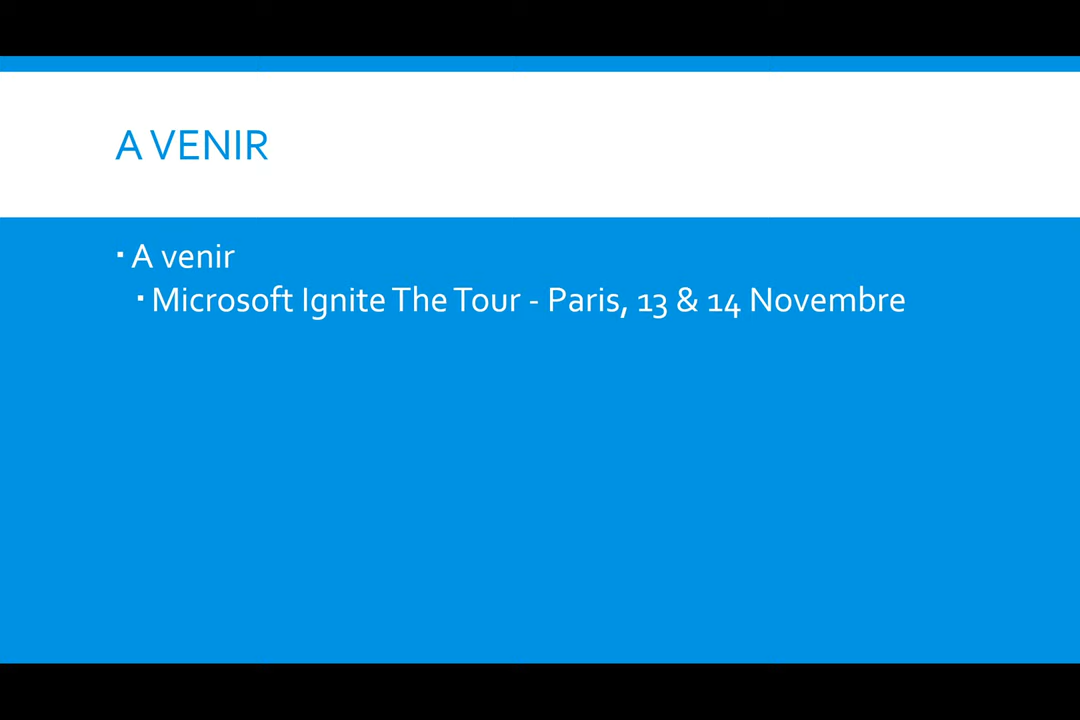 A VENIR
▪ A venir
▪ Microsoft Ignite The Tour - Paris, 13 & 14 Novembre